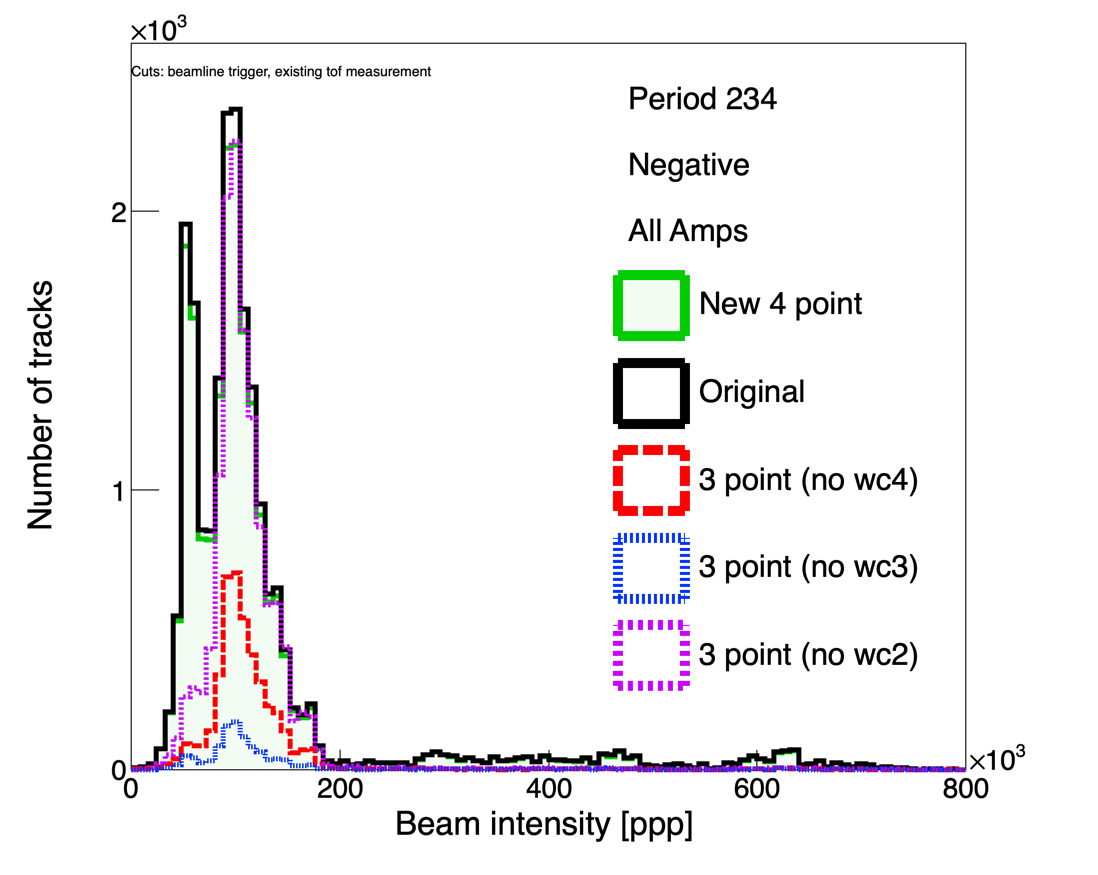 ×10³
Cuts: beamline trigger, existing tof measurement
Period 234
Negative
All Amps
New 4 point
Original
3 point (no wc4)
3 point (no wc3)
3 point (no wc2)
Number of tracks
2
1
0
0 200 400 600 800 ×10³
Beam intensity [ppp]